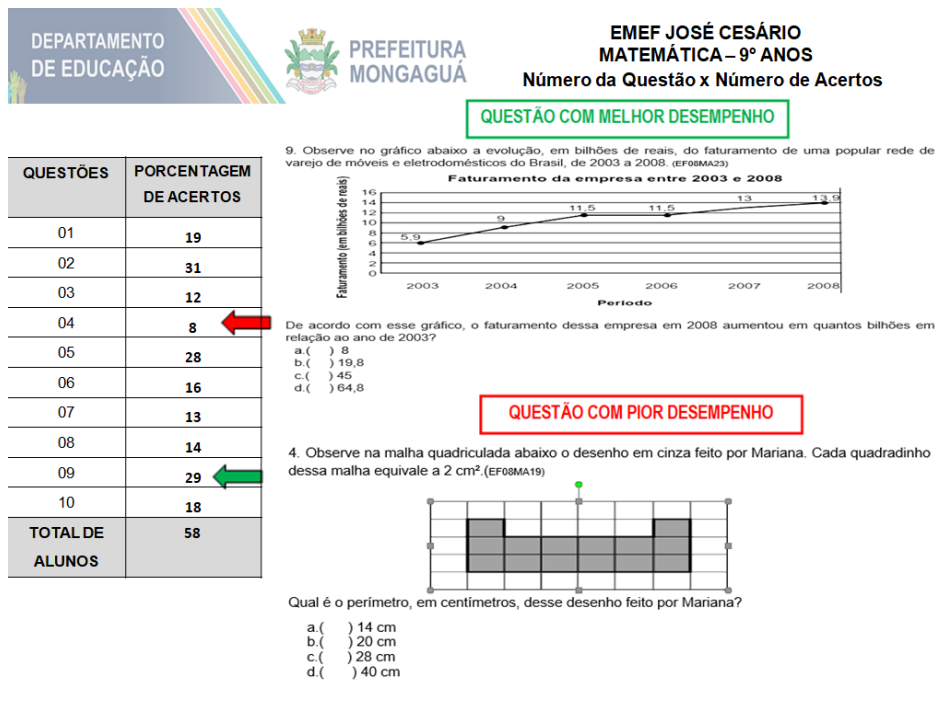 DEPARTAMENTO
DE EDUCAÇÃO
PREFEITURA
MONGAGUÁ
EMEF JOSÉ CESÁRIO
MATEMÁTICA – 9º ANOS
Número da Questão x Número de Acertos
QUESTÕES PORCENTAGEM DE ACERTOS
01 19
02 31
03 12
04 8
05 28
06 16
07 13
08 14
09 29
10 18
TOTAL DE ALUNOS 58
QUESTÃO COM MELHOR DESEMPENHO
9. Observe no gráfico abaixo a evolução, em bilhões de reais, do faturamento de uma popular rede de
varejo de móveis e eletrodomésticos do Brasil, de 2003 a 2008. (EF08MA23)
Faturamento da empresa entre 2003 e 2008
Faturamento (em bilhões de reais)
16
14
12
10
8
6
4
2
0
5,9 9 11,5 11,5 13 13,9
2003 2004 2005 2006 2007 2008
Período
De acordo com esse gráfico, o faturamento dessa empresa em 2008 aumentou em quantos bilhões em
relação ao ano de 2003?
a.( ) 8
b.( ) 19,8
c.( ) 45
d.( ) 64,8
QUESTÃO COM PIOR DESEMPENHO
4. Observe na malha quadriculada abaixo o desenho em cinza feito por Mariana. Cada quadradinho
dessa malha equivale a 2 cm².(EF08MA19)
Qual é o perímetro, em centímetros, desse desenho feito por Mariana?
a.( ) 14 cm
b.( ) 20 cm
c.( ) 28 cm
d.( ) 40 cm